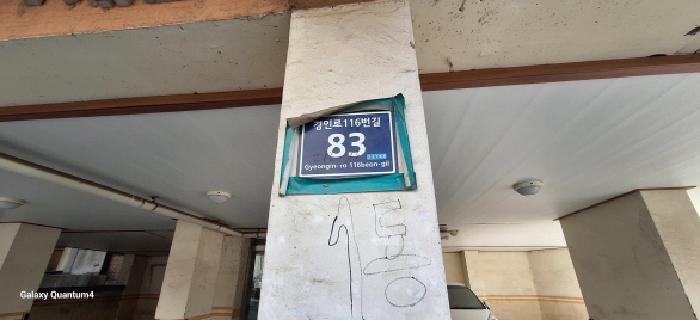 경인로116번길
83
Gyeongin-ro 116beon-gil
1동
Galaxy Quantum4